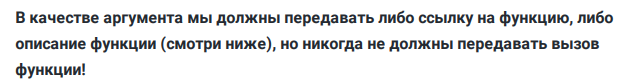 В качестве аргумента мы должны передавать либо ссылку на функцию, либо
описание функции (смотри ниже), но никогда не должны передавать вызов
функции!